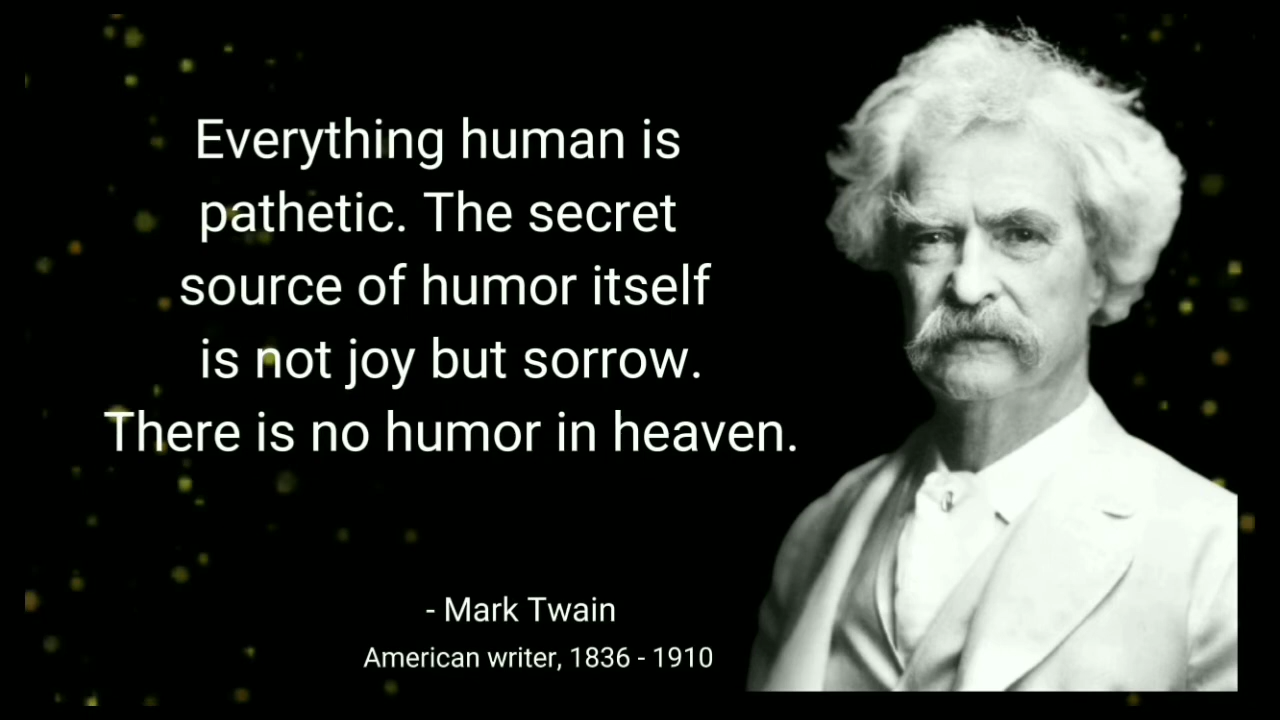 Everything human is
pathetic. The secret
source of humor itself
is not joy but sorrow.
There is no humor in heaven.
- Mark Twain
American writer, 1836 - 1910